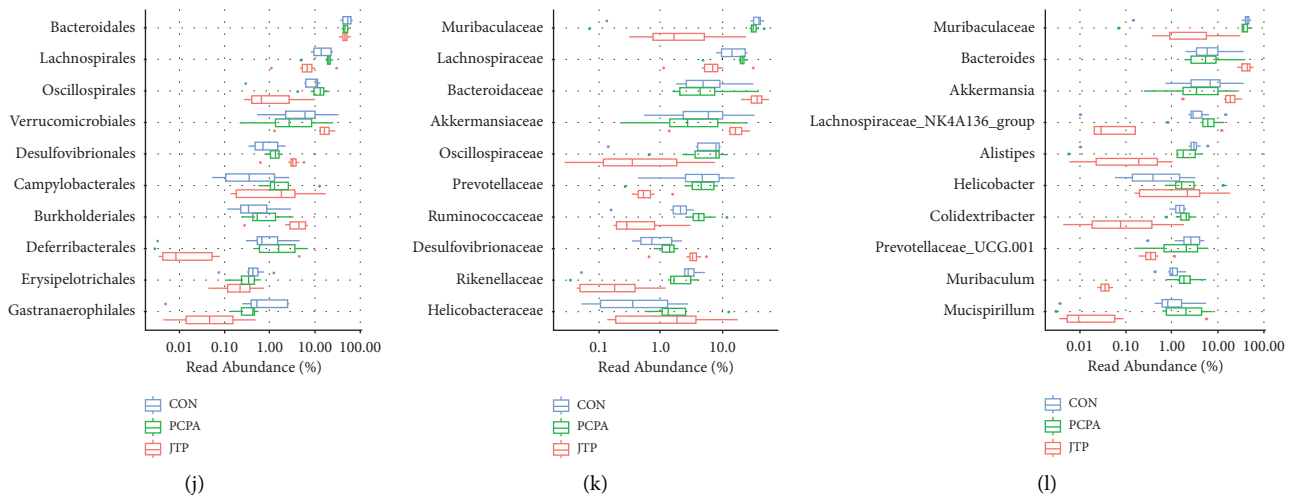 Bacteroidales
Lachnospirales
Oscillospirales
Verrucomicrobiales
Desulfovibrionales
Campylobacterales
Burkholderiales
Deferribacterales
Erysipelotrichales
Gastranaerophilales
0.01 0.10 1.00 10.00 100.00
Read Abundance (%)
CON
PCPA
JTP
(j)
Muribaculaceae
Lachnospiraceae
Bacteroidaceae
Akkermansiaceae
Oscillospiraceae
Prevotellaceae
Ruminococcaceae
Desulfovibrionaceae
Rikenellaceae
Helicobacteraceae
0.1 1.0 10.0
Read Abundance (%)
CON
PCPA
JTP
(k)
Muribaculaceae
Bacteroides
Akkermansia
Lachnospiraceae_NK4A136_group
Alistipes
Helicobacter
Colidextribacter
Prevotellaceae_UCG.001
Muribaculum
Mucispirillum
0.01 0.10 1.00 10.00 100.00
Read Abundance (%)
CON
PCPA
JTP
(l)